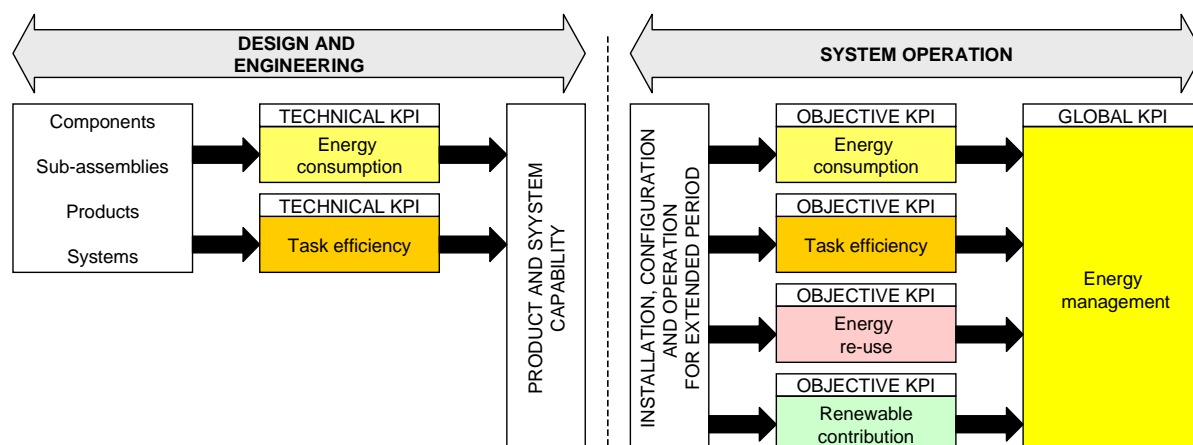 DESIGN AND
ENGINEERING
SYSTEM OPERATION
Components
Sub-assemblies
Products
Systems
TECHNICAL KPI
Energy
consumption
TECHNICAL KPI
Task efficiency
PRODUCT AND SYYSTEM
CAPABILITY
INSTALLATION, CONFIGURATION
AND OPERATION
FOR EXTENDED PERIOD
OBJECTIVE KPI
Energy
consumption
OBJECTIVE KPI
Task efficiency
OBJECTIVE KPI
Energy
re-use
OBJECTIVE KPI
Renewable
contribution
GLOBAL KPI
Energy
management